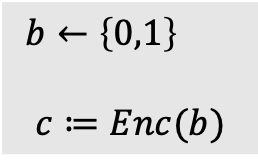 b ← {0,1}
c ≔ Enc(b)